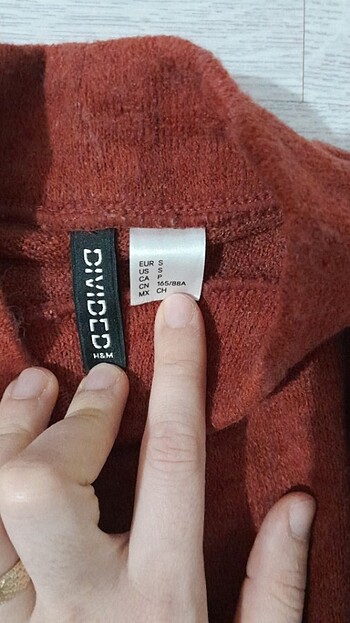 DIVIDED
H&M
EUR S
US S
CA P
CN 165/88A
MX CH